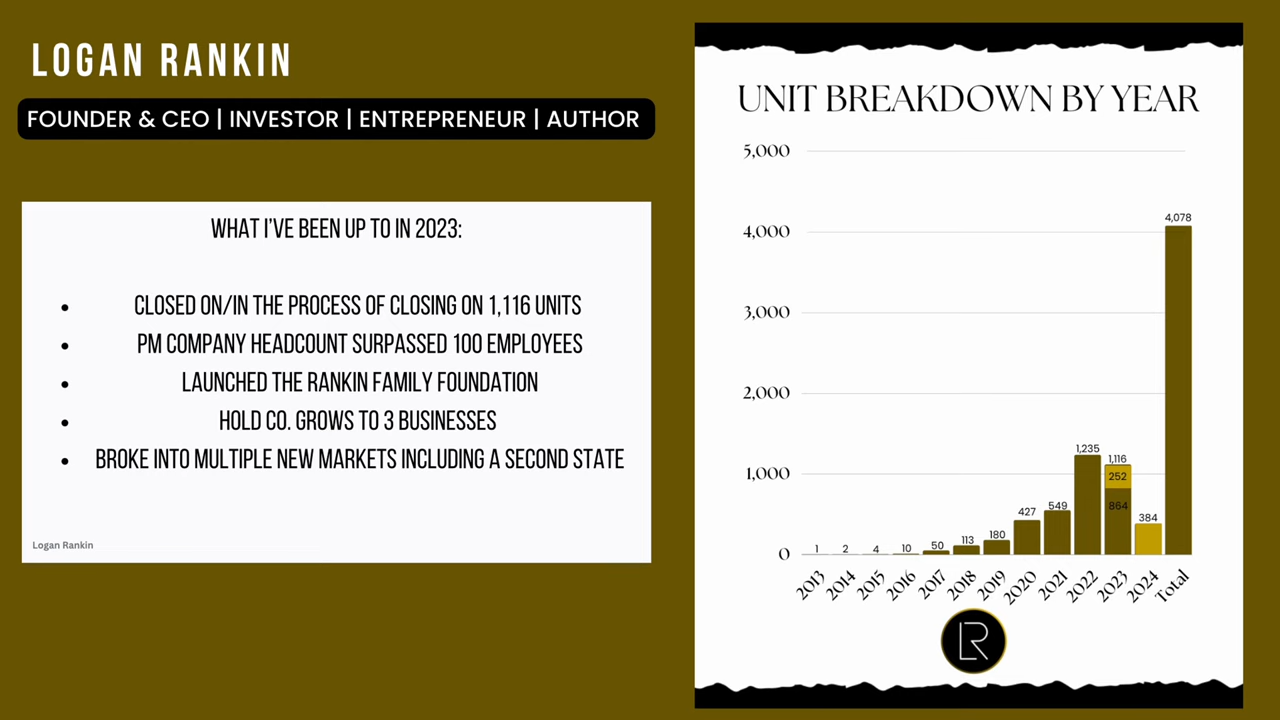 LOGAN RANKIN
FOUNDER & CEO | INVESTOR | ENTREPRENEUR | AUTHOR
WHAT I'VE BEEN UP TO IN 2023:
• CLOSED ON/IN THE PROCESS OF CLOSING ON 1,116 UNITS
• PM COMPANY HEADCOUNT SURPASSED 100 EMPLOYEES
• LAUNCHED THE RANKIN FAMILY FOUNDATION
• HOLD CO. GROWS TO 3 BUSINESSES
• BROKE INTO MULTIPLE NEW MARKETS INCLUDING A SECOND STATE
Logan Rankin
UNIT BREAKDOWN BY YEAR
5,000
4,000
3,000
2,000
1,000
0
1
2
4
10
50
113
180
427
549
1,235
1,116
252
864
384
4,078
2013
2014
2015
2016
2017
2018
2019
2020
2021
2022
2023
2024
Total
LR